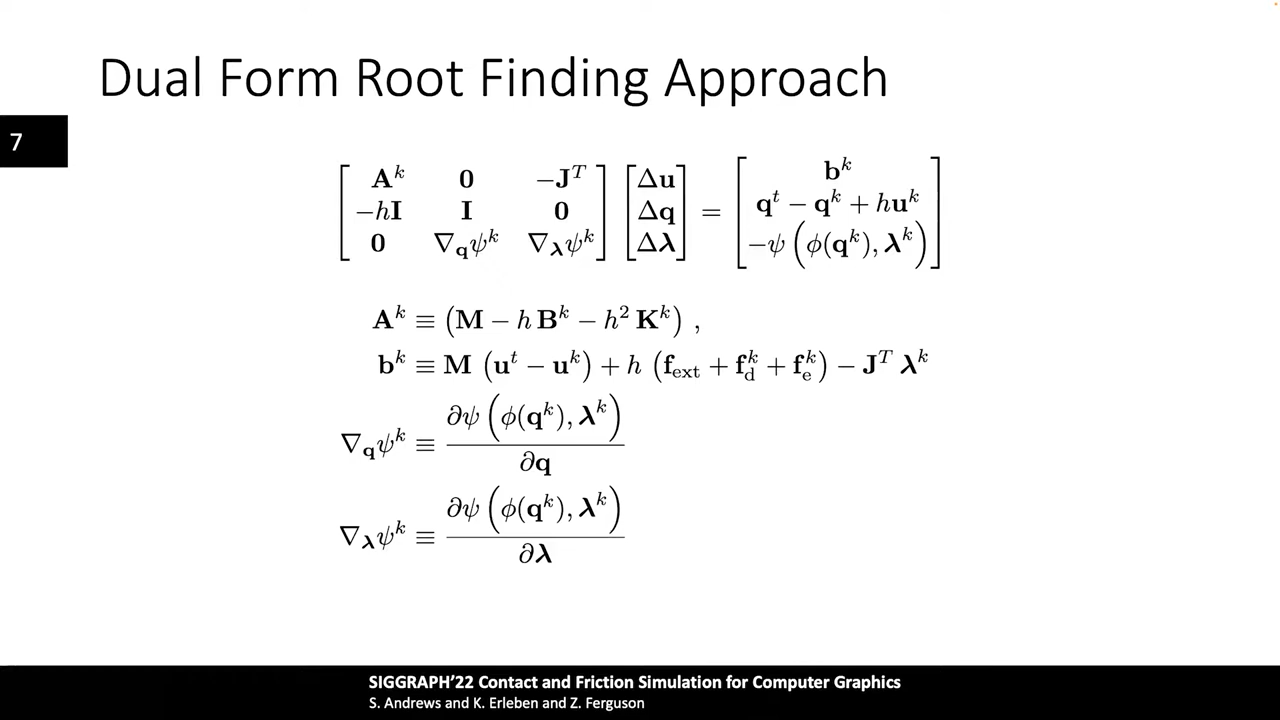 Dual Form Root Finding Approach
7
[ A^k 0 −J^T ] [ Δu ] = [ b^k ]
[ −hI I 0 ] [ Δq ] [ q^t − q^k + hu^k ]
[ 0 ∇_q ψ^k ∇_λ ψ^k ] [ Δλ ] [ −ψ (ϕ(q^k), λ^k) ]
A^k ≡ (M − h B^k − h^2 K^k) ,
b^k ≡ M (u^t − u^k) + h (f_ext + f_d^k + f_e^k) − J^T λ^k
∇_q ψ^k ≡ ∂ψ (ϕ(q^k), λ^k) / ∂q
∇_λ ψ^k ≡ ∂ψ (ϕ(q^k), λ^k) / ∂λ
SIGGRAPH’22 Contact and Friction Simulation for Computer Graphics
S. Andrews and K. Erleben and Z. Ferguson